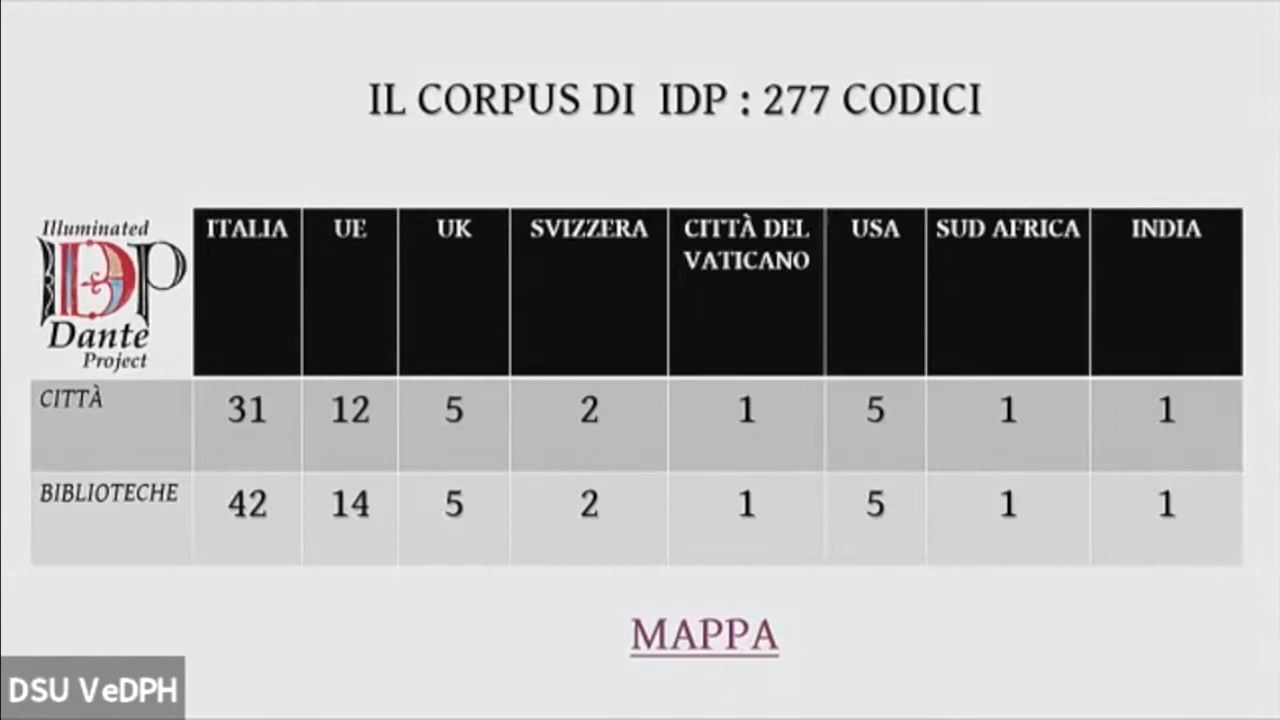 IL CORPUS DI IDP : 277 CODICI
Illuminated
IDP
Dante
Project
ITALIA UE UK SVIZZERA CITTÀ DEL VATICANO USA SUD AFRICA INDIA
CITTÀ 31 12 5 2 1 5 1 1
BIBLIOTECHE 42 14 5 2 1 5 1 1
MAPPA
DSU VeDPH